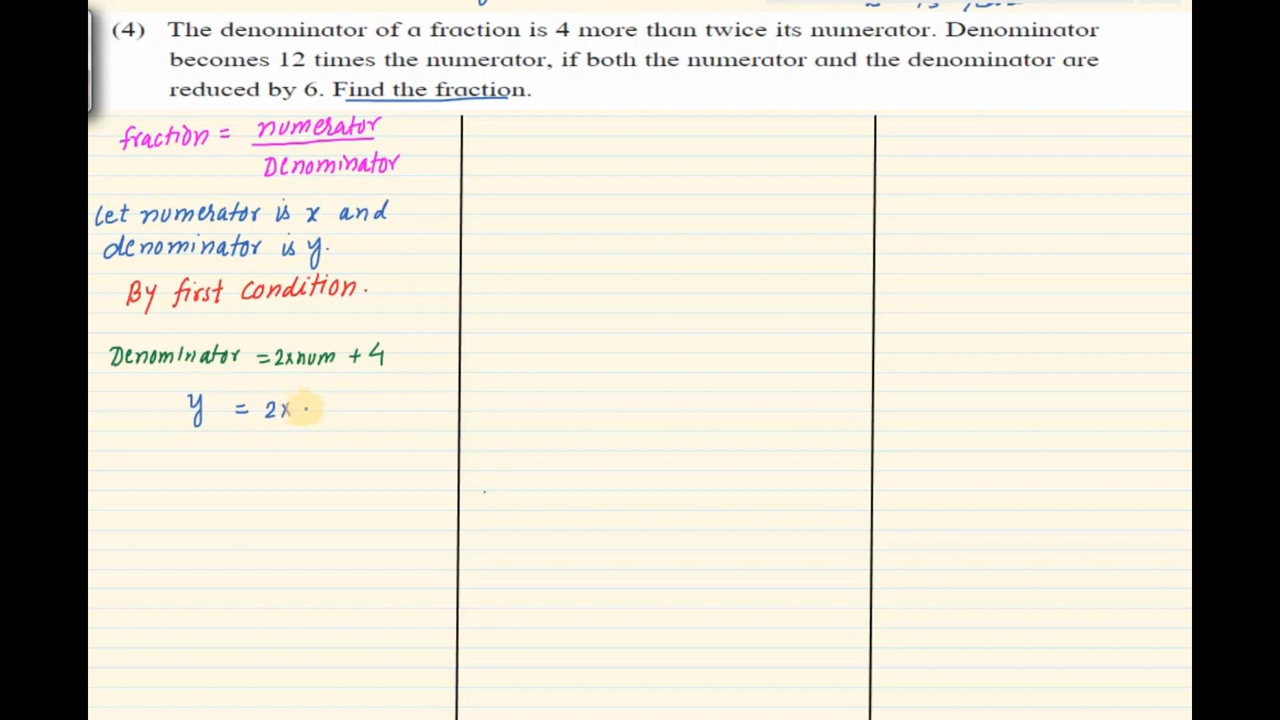 (4) The denominator of a fraction is 4 more than twice its numerator. Denominator
becomes 12 times the numerator, if both the numerator and the denominator are
reduced by 6. Find the fraction.
fraction = numerator
Denominator
Let numerator is x and
denominator is y.
By first condition.
Denominator = 2xnum + 4
y = 2x